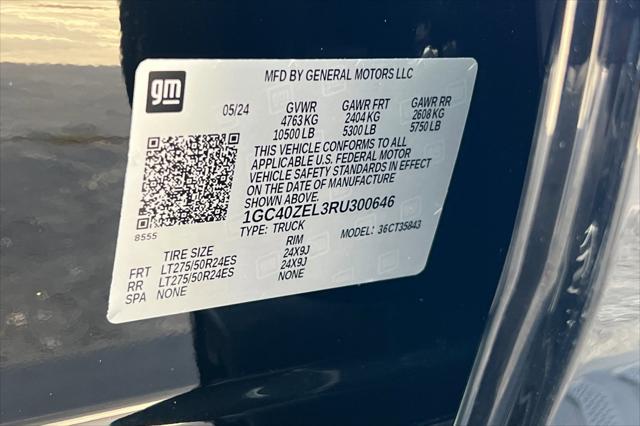 gm
MFD BY GENERAL MOTORS LLC
05/24 GVWR GAWR FRT GAWR RR
4763 KG 2404 KG 2608 KG
10500 LB 5300 LB 5750 LB
THIS VEHICLE CONFORMS TO ALL
APPLICABLE U.S. FEDERAL MOTOR
VEHICLE SAFETY STANDARDS IN EFFECT
ON THE DATE OF MANUFACTURE
SHOWN ABOVE.
1GC40ZEL3RU300646
8555 TYPE: TRUCK MODEL: 36CT35843
TIRE SIZE RIM
FRT LT275/50R24ES 24X9J
RR LT275/50R24ES 24X9J
SPA NONE NONE